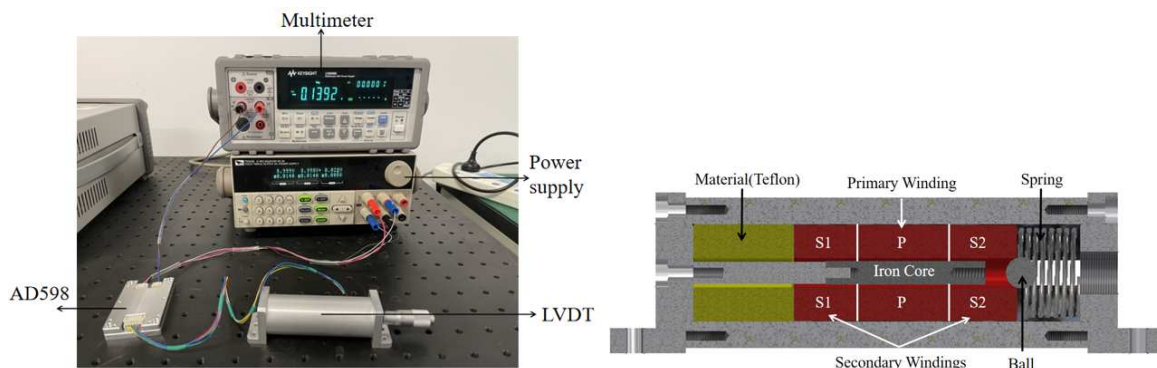 Multimeter
KEYSIGHT
0.1392
Power
supply
AD598
LVDT
Material(Teflon)
Primary Winding
Spring
S1
P
S2
Iron Core
S1
P
S2
Secondary Windings
Ball